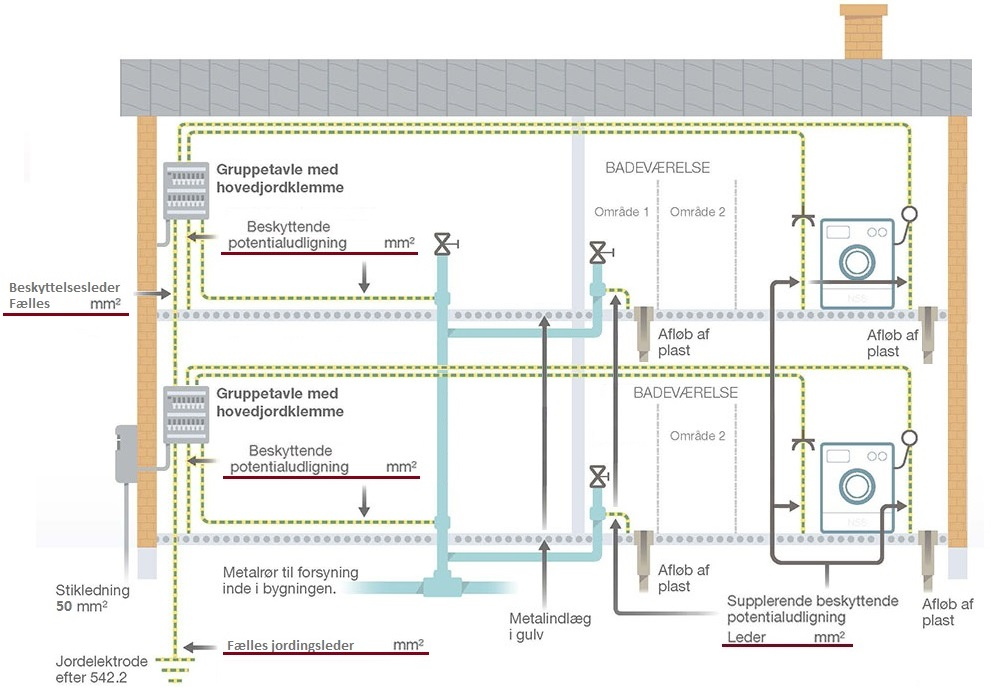 Gruppetavle med
hovedjordklemme
BADEVÆRELSE
Område 1
Område 2
Beskyttende
potentialudligning mm²
Beskyttelsesleder
Fælles mm²
Afløb af
plast
Afløb af
plast
Gruppetavle med
hovedjordklemme
BADEVÆRELSE
Område 2
Beskyttende
potentialudligning mm²
Metalrør til forsyning
inde i bygningen.
Stikledning
50 mm²
Metalindlæg
i gulv
Afløb af
plast
Supplerende beskyttende
potentialudligning
Leder mm²
Afløb af
plast
Fælles jordingsleder mm²
Jordelektrode
efter 542.2